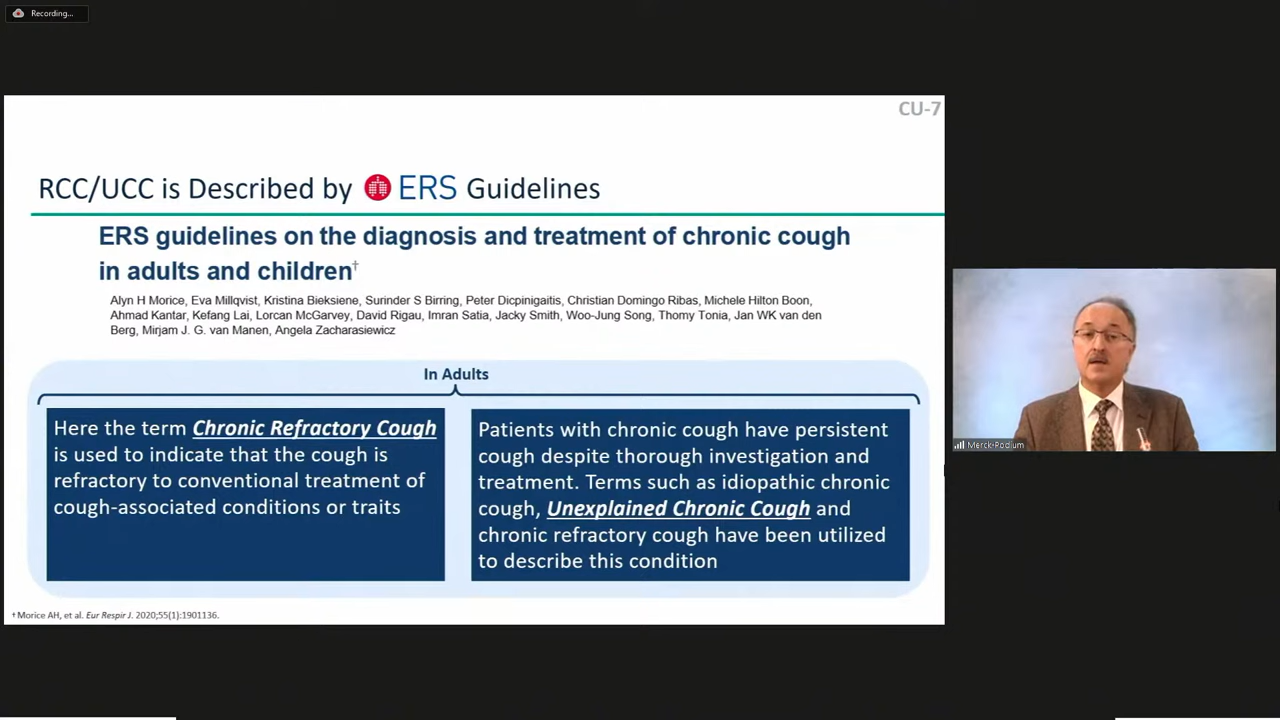 Recording...
CU-7
RCC/UCC is Described by ERS Guidelines
ERS guidelines on the diagnosis and treatment of chronic cough
in adults and children†
Alyn H Morice, Eva Millqvist, Kristina Bieksiene, Surinder S Birring, Peter Dicpinigaitis, Christian Domingo Ribas, Michele Hilton Boon,
Ahmad Kantar, Kefang Lai, Lorcan McGarvey, David Rigau, Imran Satia, Jacky Smith, Woo-Jung Song, Thomy Tonia, Jan WK van den
Berg, Mirjam J. G. van Manen, Angela Zacharasiewicz
In Adults
Here the term Chronic Refractory Cough
is used to indicate that the cough is
refractory to conventional treatment of
cough-associated conditions or traits
Patients with chronic cough have persistent
cough despite thorough investigation and
treatment. Terms such as idiopathic chronic
cough, Unexplained Chronic Cough and
chronic refractory cough have been utilized
to describe this condition
† Morice AH, et al. Eur Respir J. 2020;55(1):1901136.
Merck-Podium